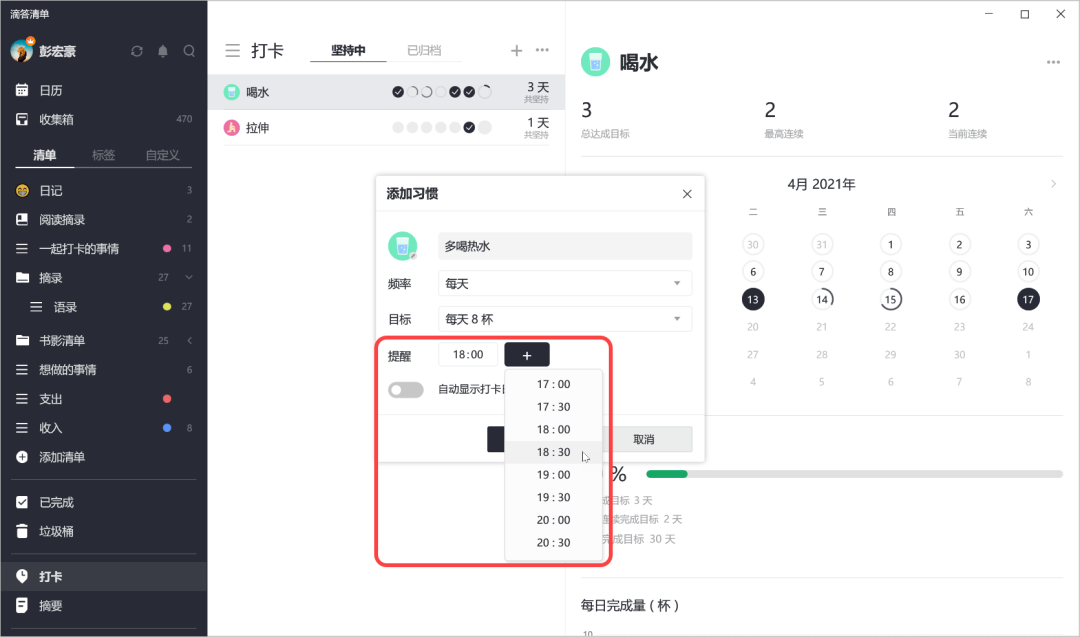 滴答清单
彭宏豪
日历
收集箱 470
清单 标签 自定义
日记 3
阅读摘录 2
一起打卡的事情 11
摘录 27
语录 27
书影清单 25
想做的事情 6
支出
收入 8
添加清单
已完成
垃圾桶
打卡
摘要
打卡 坚持中 已归档
喝水 3 天
共坚持
拉伸 1 天
共坚持
喝水
3 2 2
总达成目标 最高连续 当前连续
4月 2021年
二 三 四 五 六
30 31 1 2 3
6 7 8 9 10
13 14 15 16 17
20 21 22 23 24
27 28 29 30 1
4 5 6 7 8
添加习惯
多喝热水
频率 每天
目标 每天 8 杯
提醒 18:00 +
自动显示打卡
取消
17 : 00
17 : 30
18 : 00
18 : 30
19 : 00
19 : 30
20 : 00
20 : 30
%
成目标 3 天
连续完成目标 2 天
完成目标 30 天
每日完成量 ( 杯 )
10